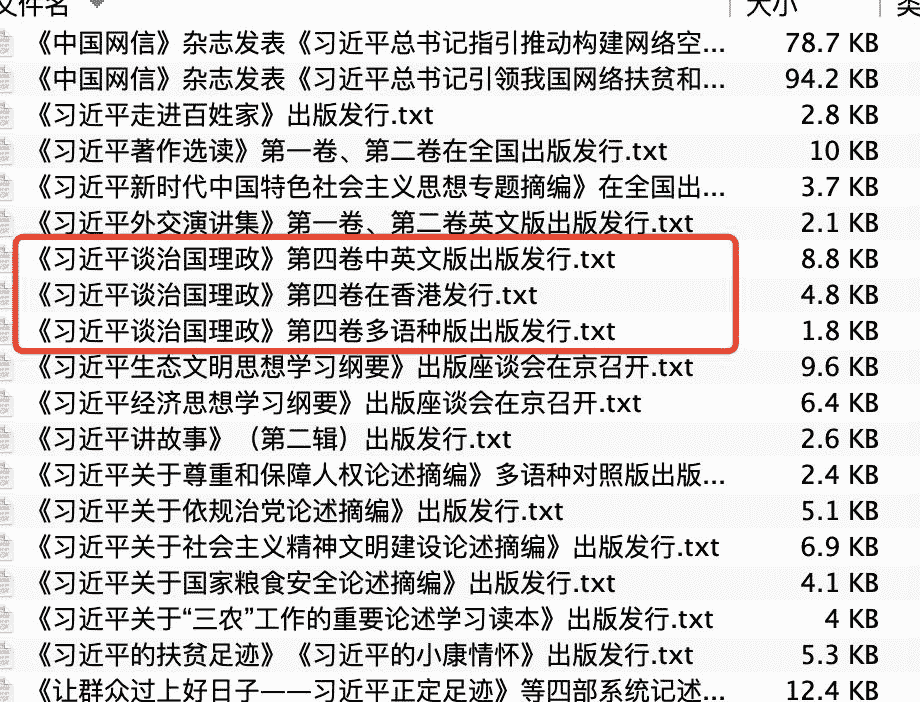 文件名 大小 类
《中国网信》杂志发表《习近平总书记指引推动构建网络空... 78.7 KB
《中国网信》杂志发表《习近平总书记引领我国网络扶贫和... 94.2 KB
《习近平走进百姓家》出版发行.txt 2.8 KB
《习近平著作选读》第一卷、第二卷在全国出版发行.txt 10 KB
《习近平新时代中国特色社会主义思想专题摘编》在全国出... 3.7 KB
《习近平外交演讲集》第一卷、第二卷英文版出版发行.txt 2.1 KB
《习近平谈治国理政》第四卷中英文版出版发行.txt 8.8 KB
《习近平谈治国理政》第四卷在香港发行.txt 4.8 KB
《习近平谈治国理政》第四卷多语种版出版发行.txt 1.8 KB
《习近平生态文明思想学习纲要》出版座谈会在京召开.txt 9.6 KB
《习近平经济思想学习纲要》出版座谈会在京召开.txt 6.4 KB
《习近平讲故事》（第二辑）出版发行.txt 2.6 KB
《习近平关于尊重和保障人权论述摘编》多语种对照版出版... 2.4 KB
《习近平关于依规治党论述摘编》出版发行.txt 5.1 KB
《习近平关于社会主义精神文明建设论述摘编》出版发行.txt 6.9 KB
《习近平关于国家粮食安全论述摘编》出版发行.txt 4.1 KB
《习近平关于“三农”工作的重要论述学习读本》出版发行.txt 4 KB
《习近平的扶贫足迹》《习近平的小康情怀》出版发行.txt 5.3 KB
《让群众过上好日子——习近平正定足迹》等四部系统记述... 12.4 KB